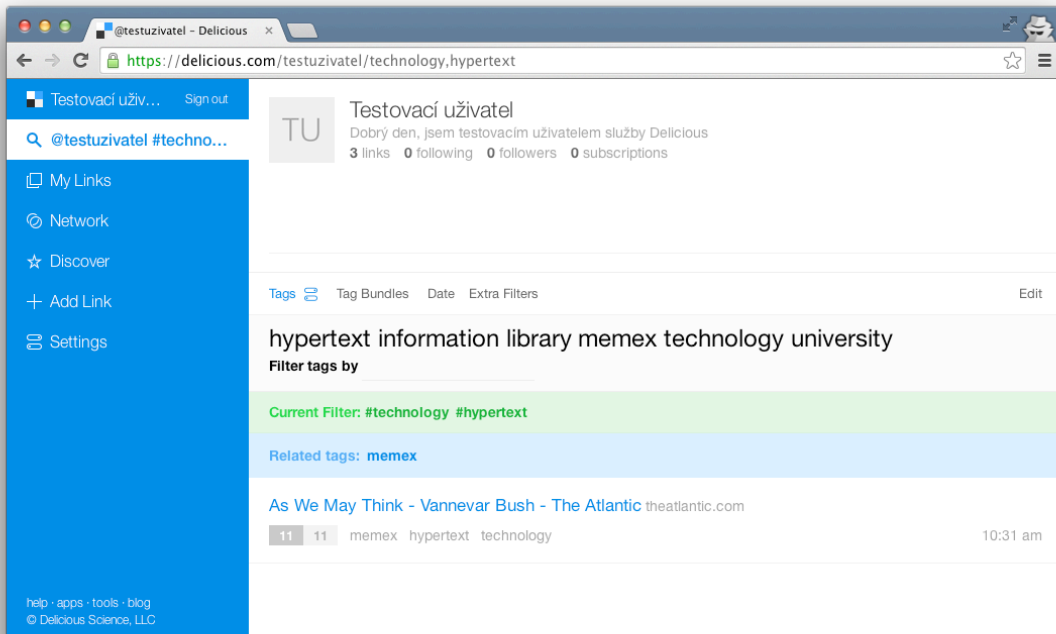 @testuzivatel – Delicious
https://delicious.com/testuzivatel/technology,hypertext
Testovací uživ... Sign out
@testuzivatel #techno...
My Links
Network
Discover
Add Link
Settings
help · apps · tools · blog
© Delicious Science, LLC
TU
Testovací uživatel
Dobrý den, jsem testovacím uživatelem služby Delicious
3 links 0 following 0 followers 0 subscriptions
Tags Tag Bundles Date Extra Filters Edit
hypertext information library memex technology university
Filter tags by
Current Filter: #technology #hypertext
Related tags: memex
As We May Think - Vannevar Bush - The Atlantic theatlantic.com
11 11 memex hypertext technology 10:31 am